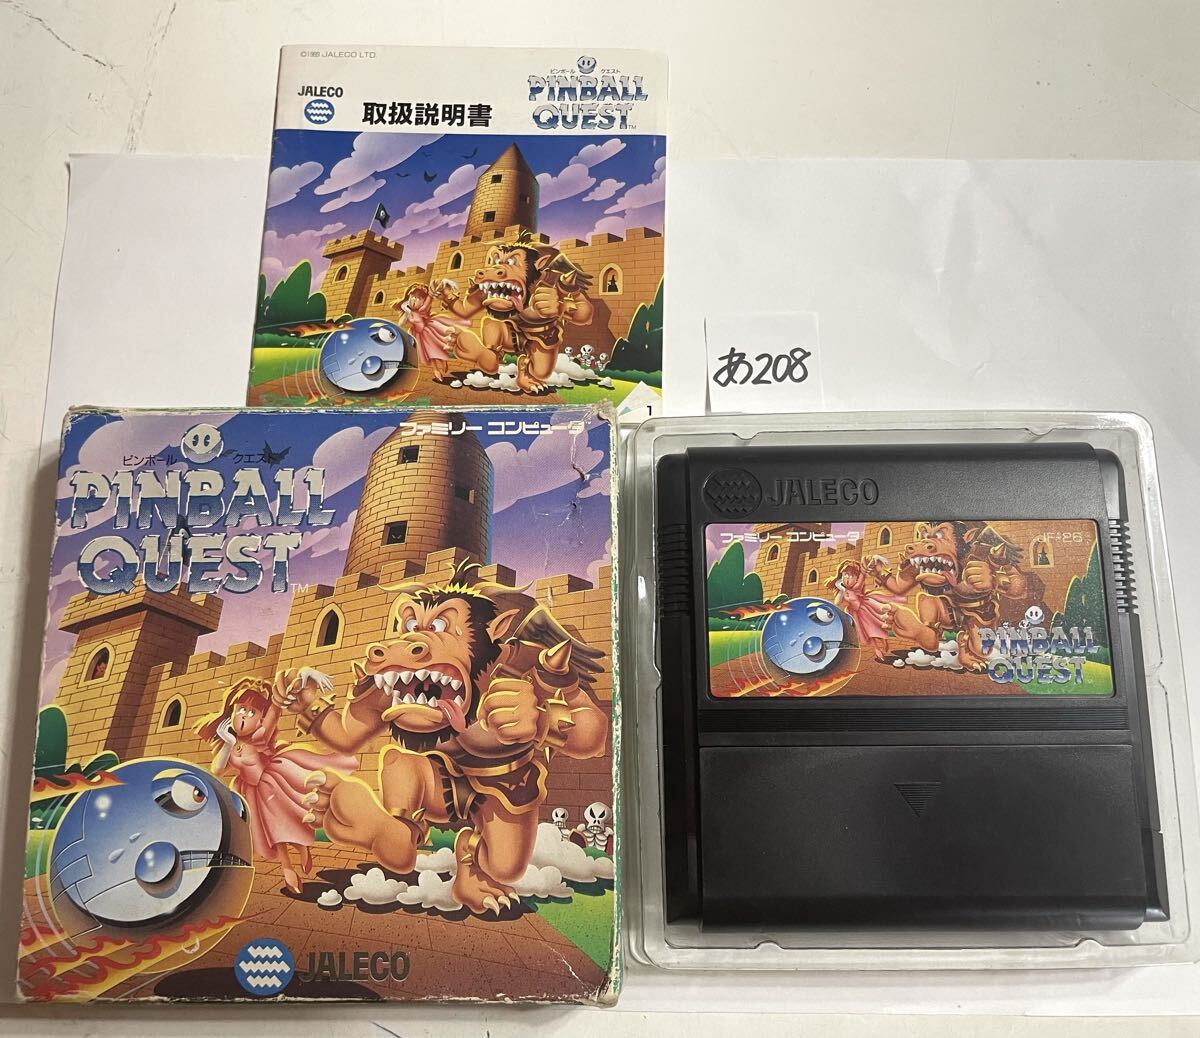 ©1989 JALECO LTD.
JALECO
取扱説明書
ピンボール クエスト
PINBALL
QUEST
TM
1
あ208
ファミリー コンピュータ
ピンボール クエスト
PINBALL
QUEST
TM
JALECO
JALECO
ファミリー コンピュータ
JF-26
PINBALL
QUEST